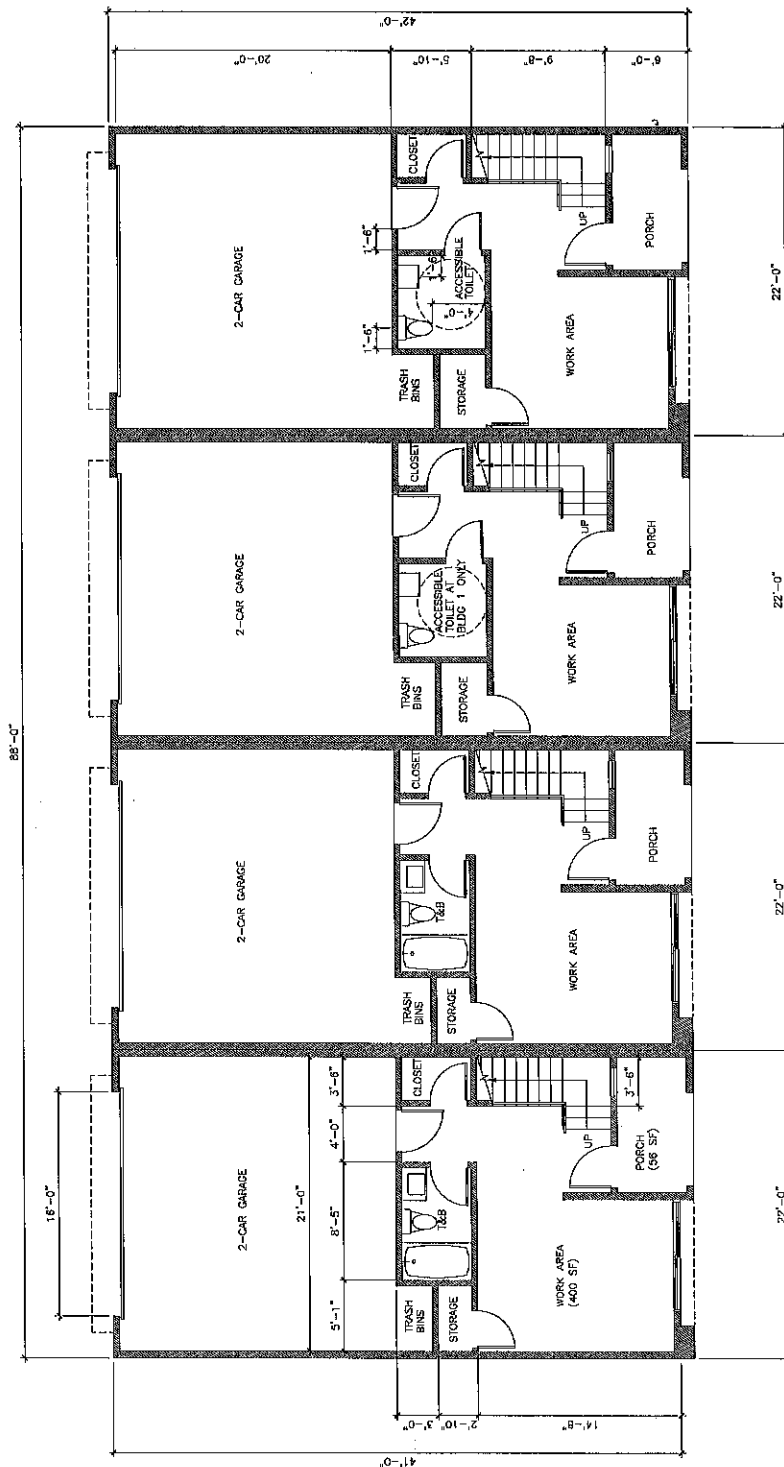 88'-0"
16'-0"
2-CAR GARAGE
2-CAR GARAGE
2-CAR GARAGE
2-CAR GARAGE
42'-0"
20'-0"
5'-10"
9'-8"
6'-0"
41'-0"
3'-0"
2'-10"
14'-8"
21'-0"
5'-1"
8'-5"
4'-0"
3'-6"
TRASH
BINS
STORAGE
T&B
CLOSET
UP
WORK AREA
(400 SF)
PORCH
(56 SF)
3'-6"
22'-0"
TRASH
BINS
STORAGE
T&B
CLOSET
UP
WORK AREA
PORCH
22'-0"
TRASH
BINS
STORAGE
ACCESSIBLE
TOILET AT
BLDG 1 ONLY
CLOSET
UP
WORK AREA
PORCH
22'-0"
1'-6"
1'-6"
TRASH
BINS
STORAGE
4'-0"
ACCESSIBLE
TOILET
CLOSET
UP
WORK AREA
PORCH
22'-0"